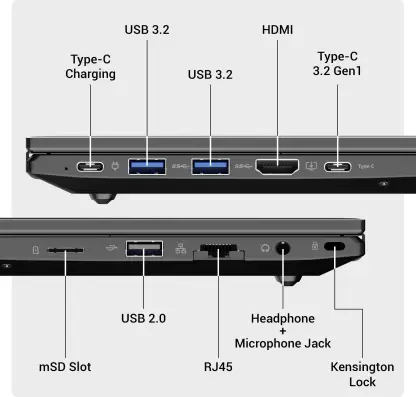 USB 3.2
HDMI
Type-C
Charging
USB 3.2
Type-C
3.2 Gen1
Type-C
USB 2.0
Headphone
+
Microphone Jack
mSD Slot
RJ45
Kensington
Lock